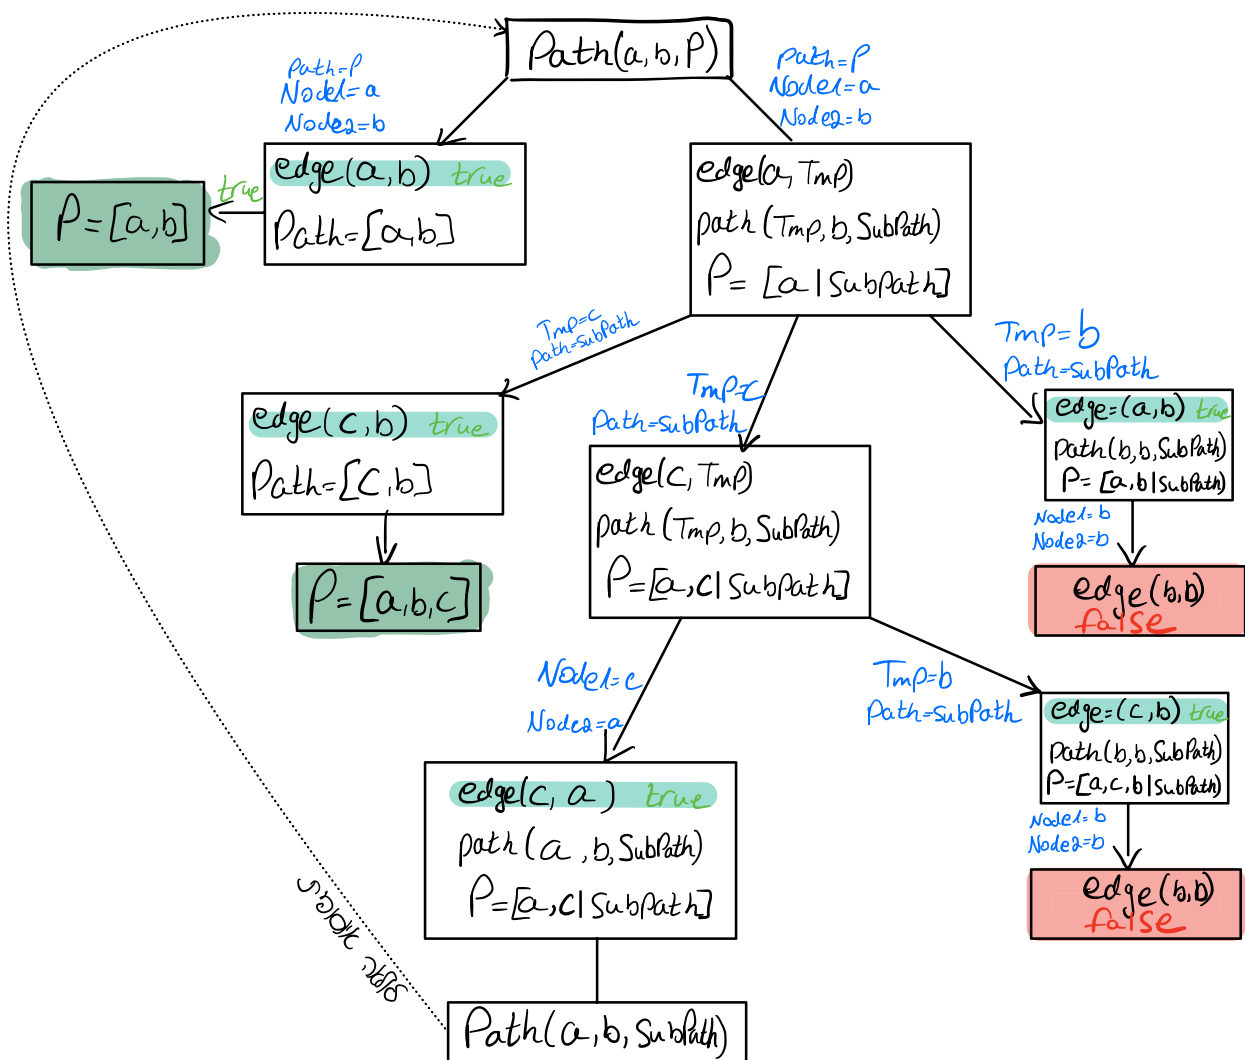 Path(a,b,P)
Path=P
Node1=a
Node2=b
Path=P
Node1=a
Node2=b
edge(a,b) true
Path=[a,b]
true
P=[a,b]
edge(a,Tmp)
path(Tmp,b,SubPath)
P=[a|SubPath]
Tmp=c
Path=SubPath
Tmp=c
Path=SubPath
Tmp=b
Path=SubPath
edge(c,b) true
Path=[c,b]
P=[a,b,c]
edge(c,Tmp)
path(Tmp,b,SubPath)
P=[a,c|SubPath]
edge=(a,b) true
path(b,b,SubPath)
P=[a,b|SubPath)
Node1=b
Node2=b
edge(b,b)
false
Node1=c
Node2=a
Tmp=b
Path=SubPath
edge(c,a) true
path(a,b,SubPath)
P=[a,c|SubPath]
edge=(c,b) true
path(b,b,SubPath)
P=[a,c,b|SubPath)
Node1=b
Node2=b
edge(b,b)
false
Path(a,b,SubPath)